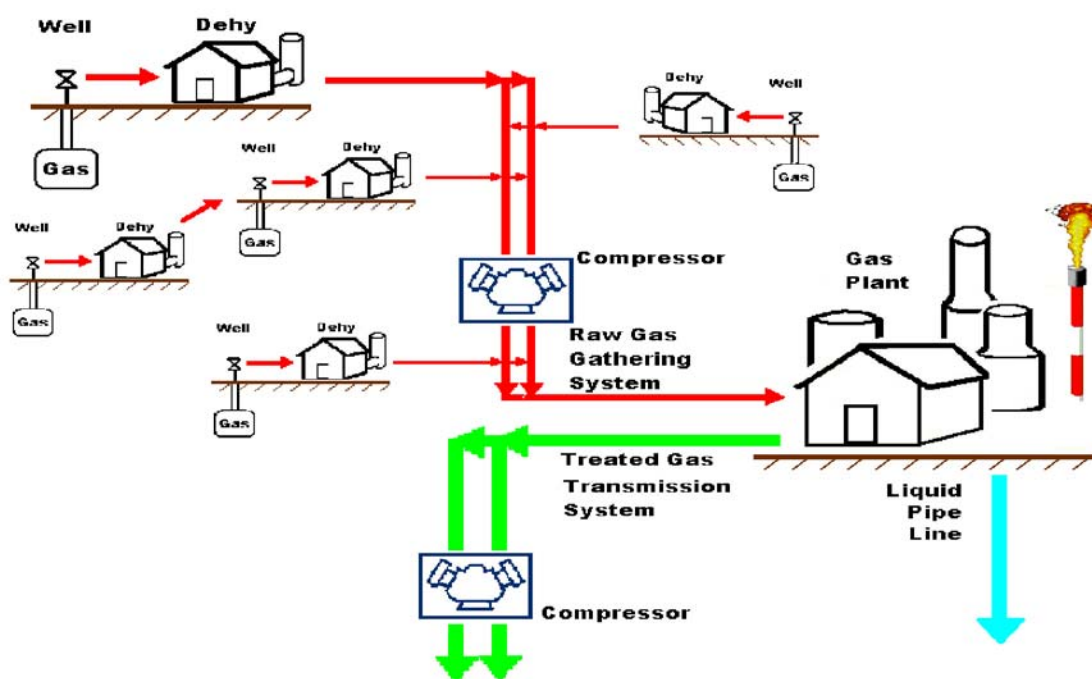 Well
Dehy
Gas
Dehy
Well
Gas
Well
Dehy
Gas
Well
Dehy
Gas
Compressor
Gas
Plant
Well
Dehy
Gas
Raw Gas
Gathering
System
Treated Gas
Transmission
System
Liquid
Pipe
Line
Compressor